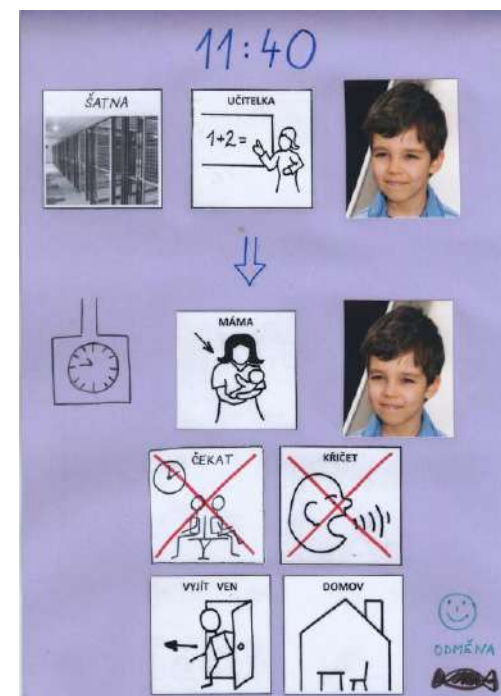 11:40
ŠATNA
UČITELKA
1+2=
MÁMA
ČEKAT
KŘIČET
VYJÍT VEN
DOMOV
ODMĚNA